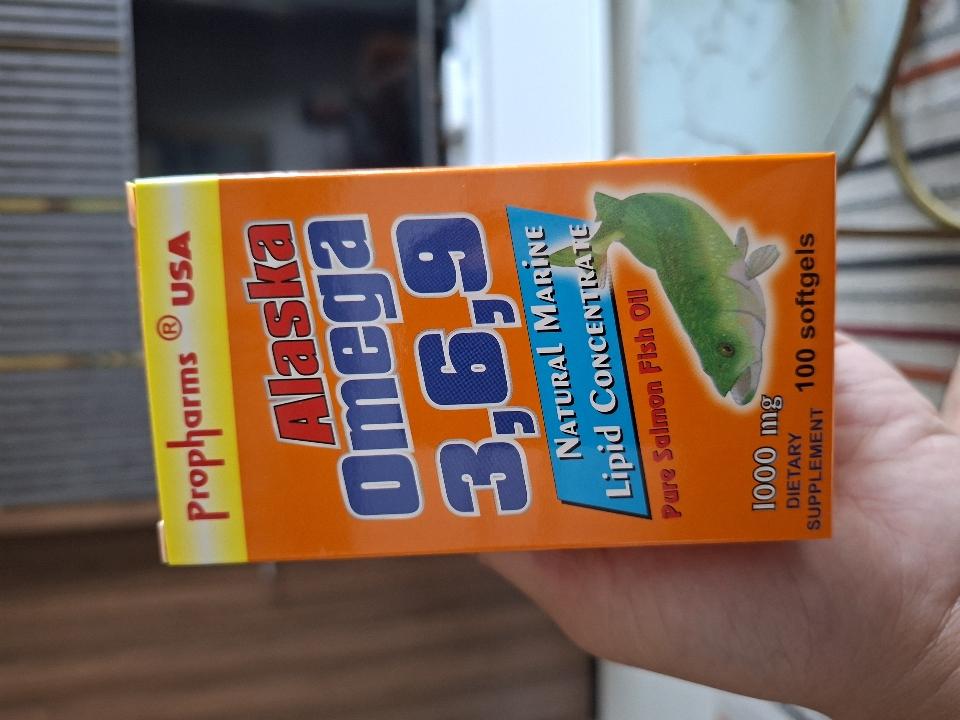 Propharms ® USA
Alaska
omega
3,6,9
NATURAL MARINE
Lipid CONCENTRATE
Pure Salmon Fish Oil
1000 mg
DIETARY
SUPPLEMENT 100 softgels